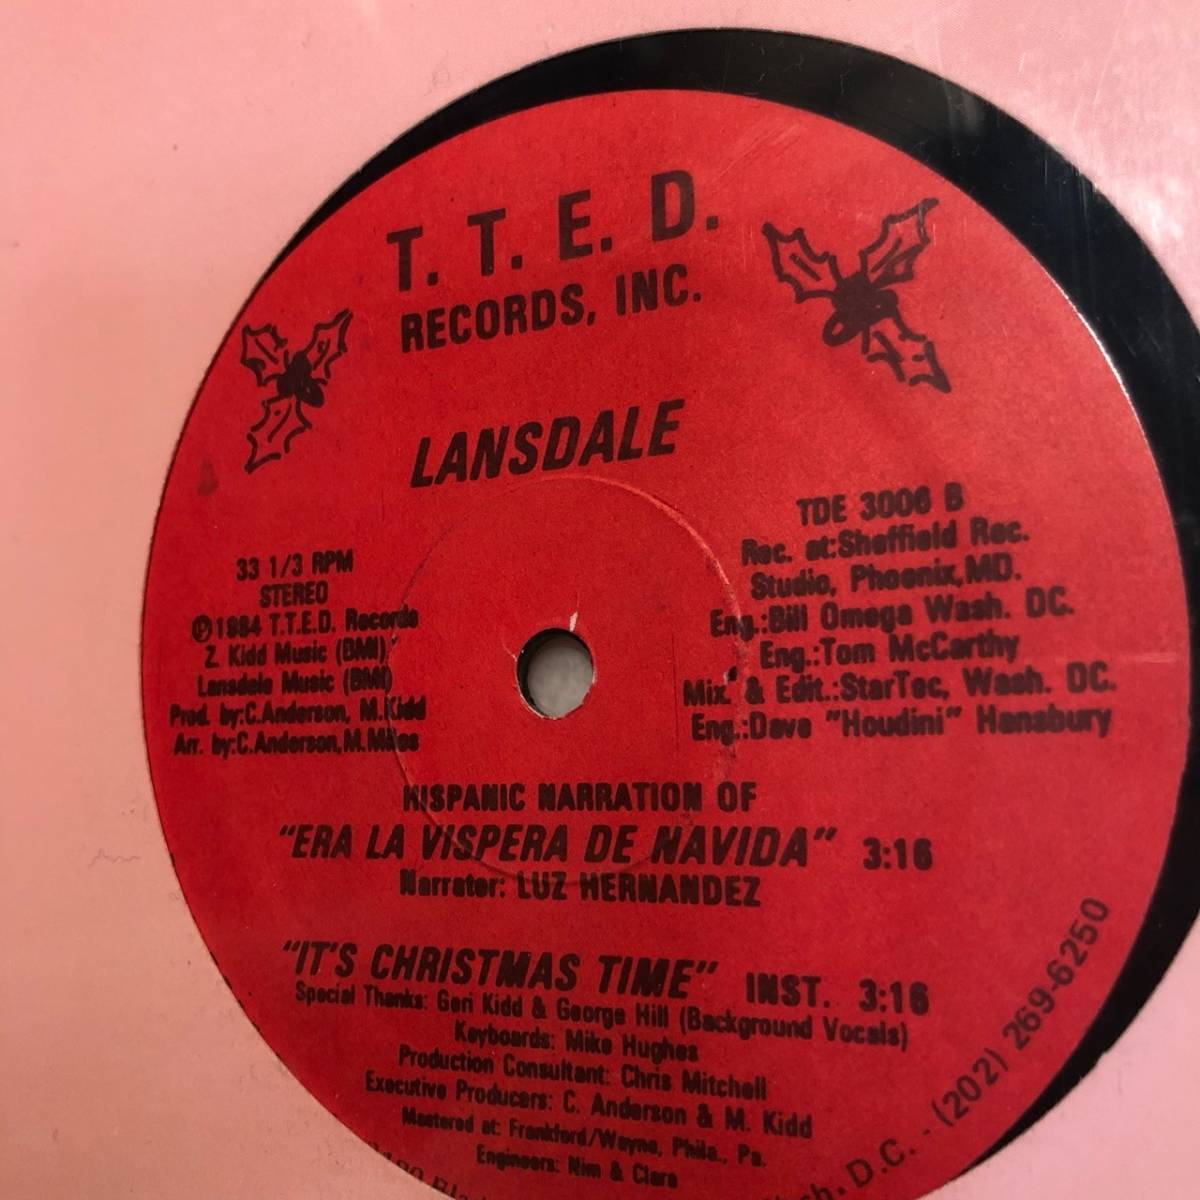 T. T. E. D.
RECORDS, INC.
LANSDALE
33 1/3 RPM
STEREO
Ⓟ1984 T.T.E.D. Records
Z. Kidd Music (BMI)
Lansdale Music (BMI)
Prod. by:C.Anderson, M.Kidd
Arr. by:C.Anderson,M.Miles
TDE 3006 B
Rec. at:Sheffield Rec.
Studio, Phoenix,MD.
Eng.:Bill Omega Wash. DC.
Eng.:Tom McCarthy
Mix. & Edit.:StarTec, Wash. DC.
Eng.:Dave "Houdini" Hansbury
HISPANIC NARRATION OF
"ERA LA VISPERA DE NAVIDA" 3:16
Narrater: LUZ HERNANDEZ
"IT'S CHRISTMAS TIME" INST. 3:16
Special Thanks: Geri Kidd & George Hill (Background Vocals)
Keyboards: Mike Hughes
Production Consultant: Chris Mitchell
Executive Producers: C. Anderson & M. Kidd
Mastered at: Frankford/Wayne, Phila., Pa.
Engineers: Nim & Clare
D.C. - (202) 269-6250